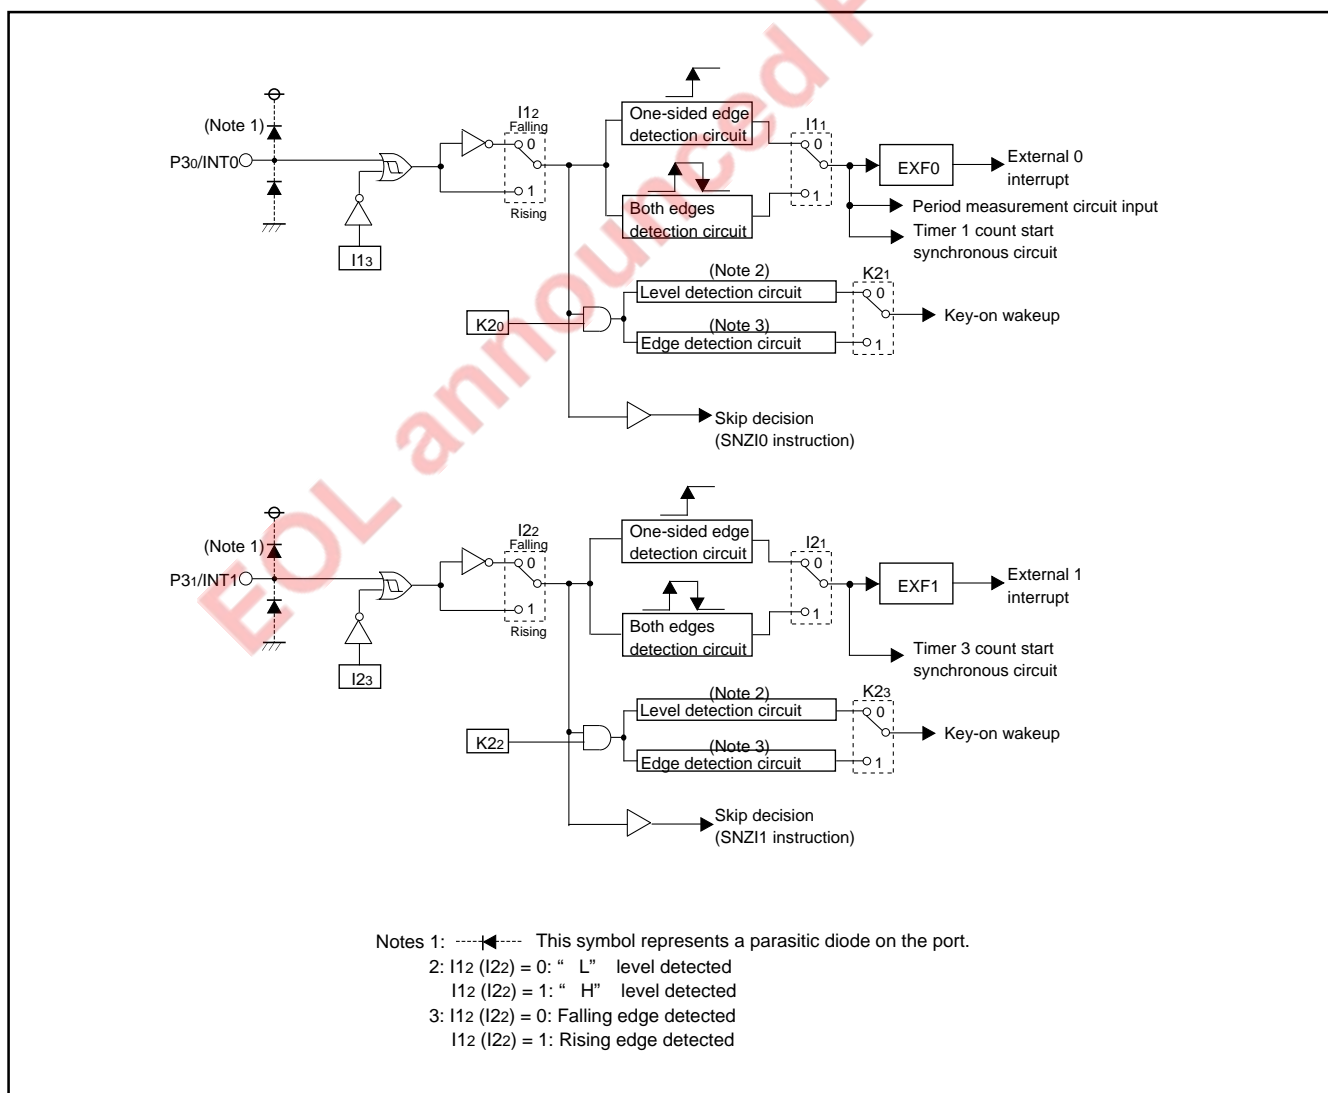 EOL announced P
(Note 1)
P30/INT0
I13
I12
Falling
0
1
Rising
One-sided edge
detection circuit
Both edges
detection circuit
I11
0
1
EXF0
External 0
interrupt
Period measurement circuit input
Timer 1 count start
synchronous circuit
K20
(Note 2)
Level detection circuit
(Note 3)
Edge detection circuit
K21
0
1
Key-on wakeup
Skip decision
(SNZI0 instruction)
(Note 1)
P31/INT1
I23
I22
Falling
0
1
Rising
One-sided edge
detection circuit
Both edges
detection circuit
I21
0
1
EXF1
External 1
interrupt
Timer 3 count start
synchronous circuit
K22
(Note 2)
Level detection circuit
(Note 3)
Edge detection circuit
K23
0
1
Key-on wakeup
Skip decision
(SNZI1 instruction)
Notes 1: This symbol represents a parasitic diode on the port.
2: I12 (I22) = 0: “ L” level detected
I12 (I22) = 1: “ H” level detected
3: I12 (I22) = 0: Falling edge detected
I12 (I22) = 1: Rising edge detected